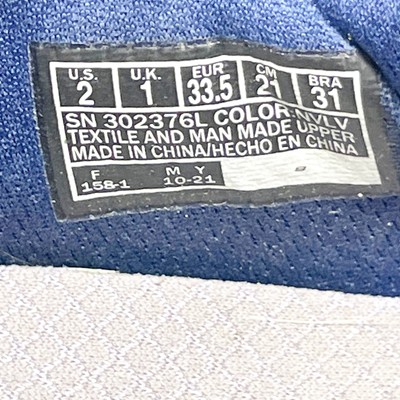 U.S. U.K. EUR CM BRA
2 1 33.5 21 31
SN 302376L COLOR:NVLV
TEXTILE AND MAN MADE UPPER
MADE IN CHINA/HECHO EN CHINA
F M Y
158-1 10-21